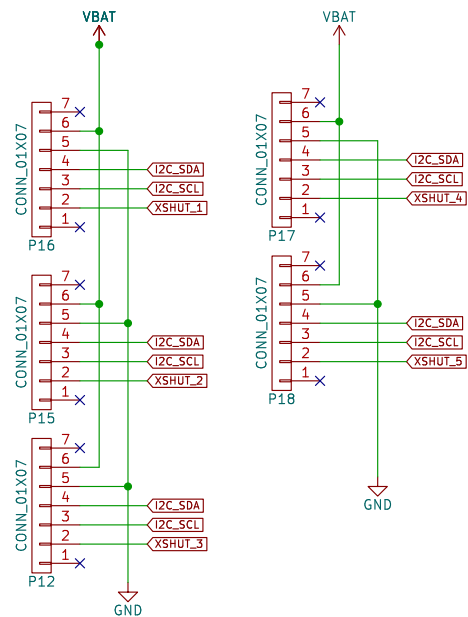 VBAT
CONN_01X07
7
6
5
4
3
2
1
I2C_SDA
I2C_SCL
XSHUT_1
P16
CONN_01X07
7
6
5
4
3
2
1
I2C_SDA
I2C_SCL
XSHUT_2
P15
CONN_01X07
7
6
5
4
3
2
1
I2C_SDA
I2C_SCL
XSHUT_3
P12
GND
VBAT
CONN_01X07
7
6
5
4
3
2
1
I2C_SDA
I2C_SCL
XSHUT_4
P17
CONN_01X07
7
6
5
4
3
2
1
I2C_SDA
I2C_SCL
XSHUT_5
P18
GND